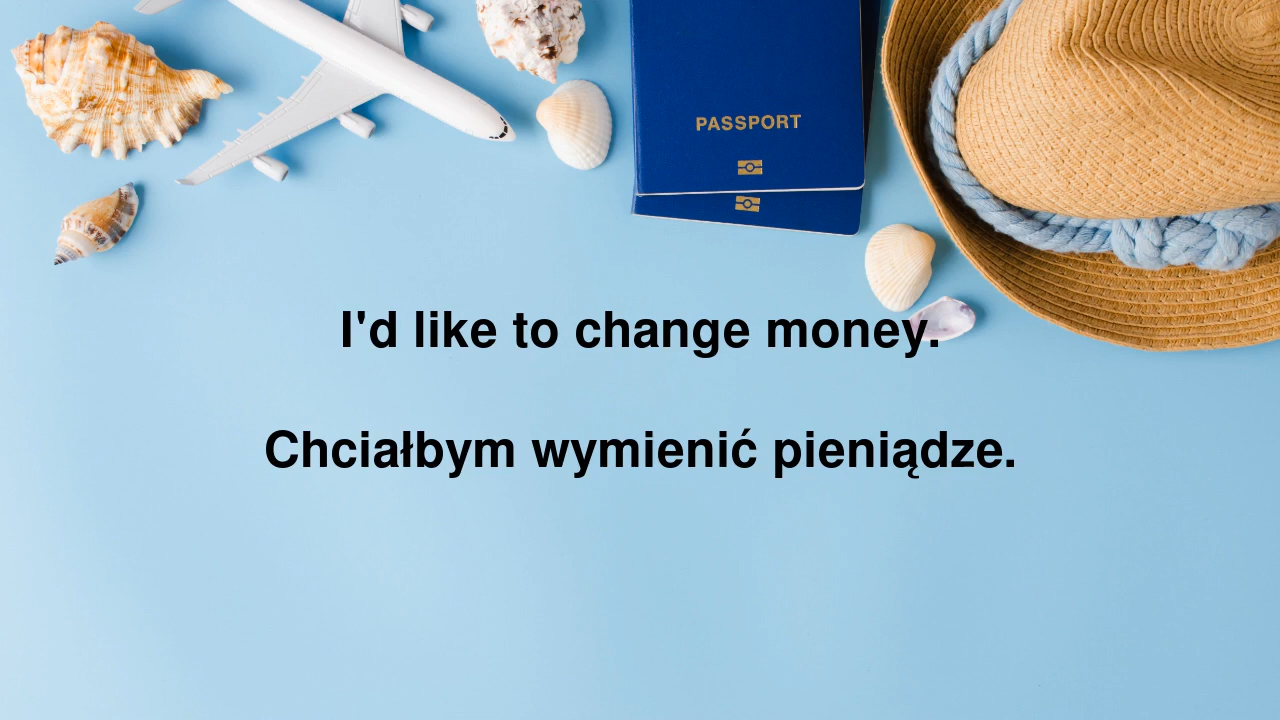 PASSPORT
I'd like to change money.
Chciałbym wymienić pieniądze.